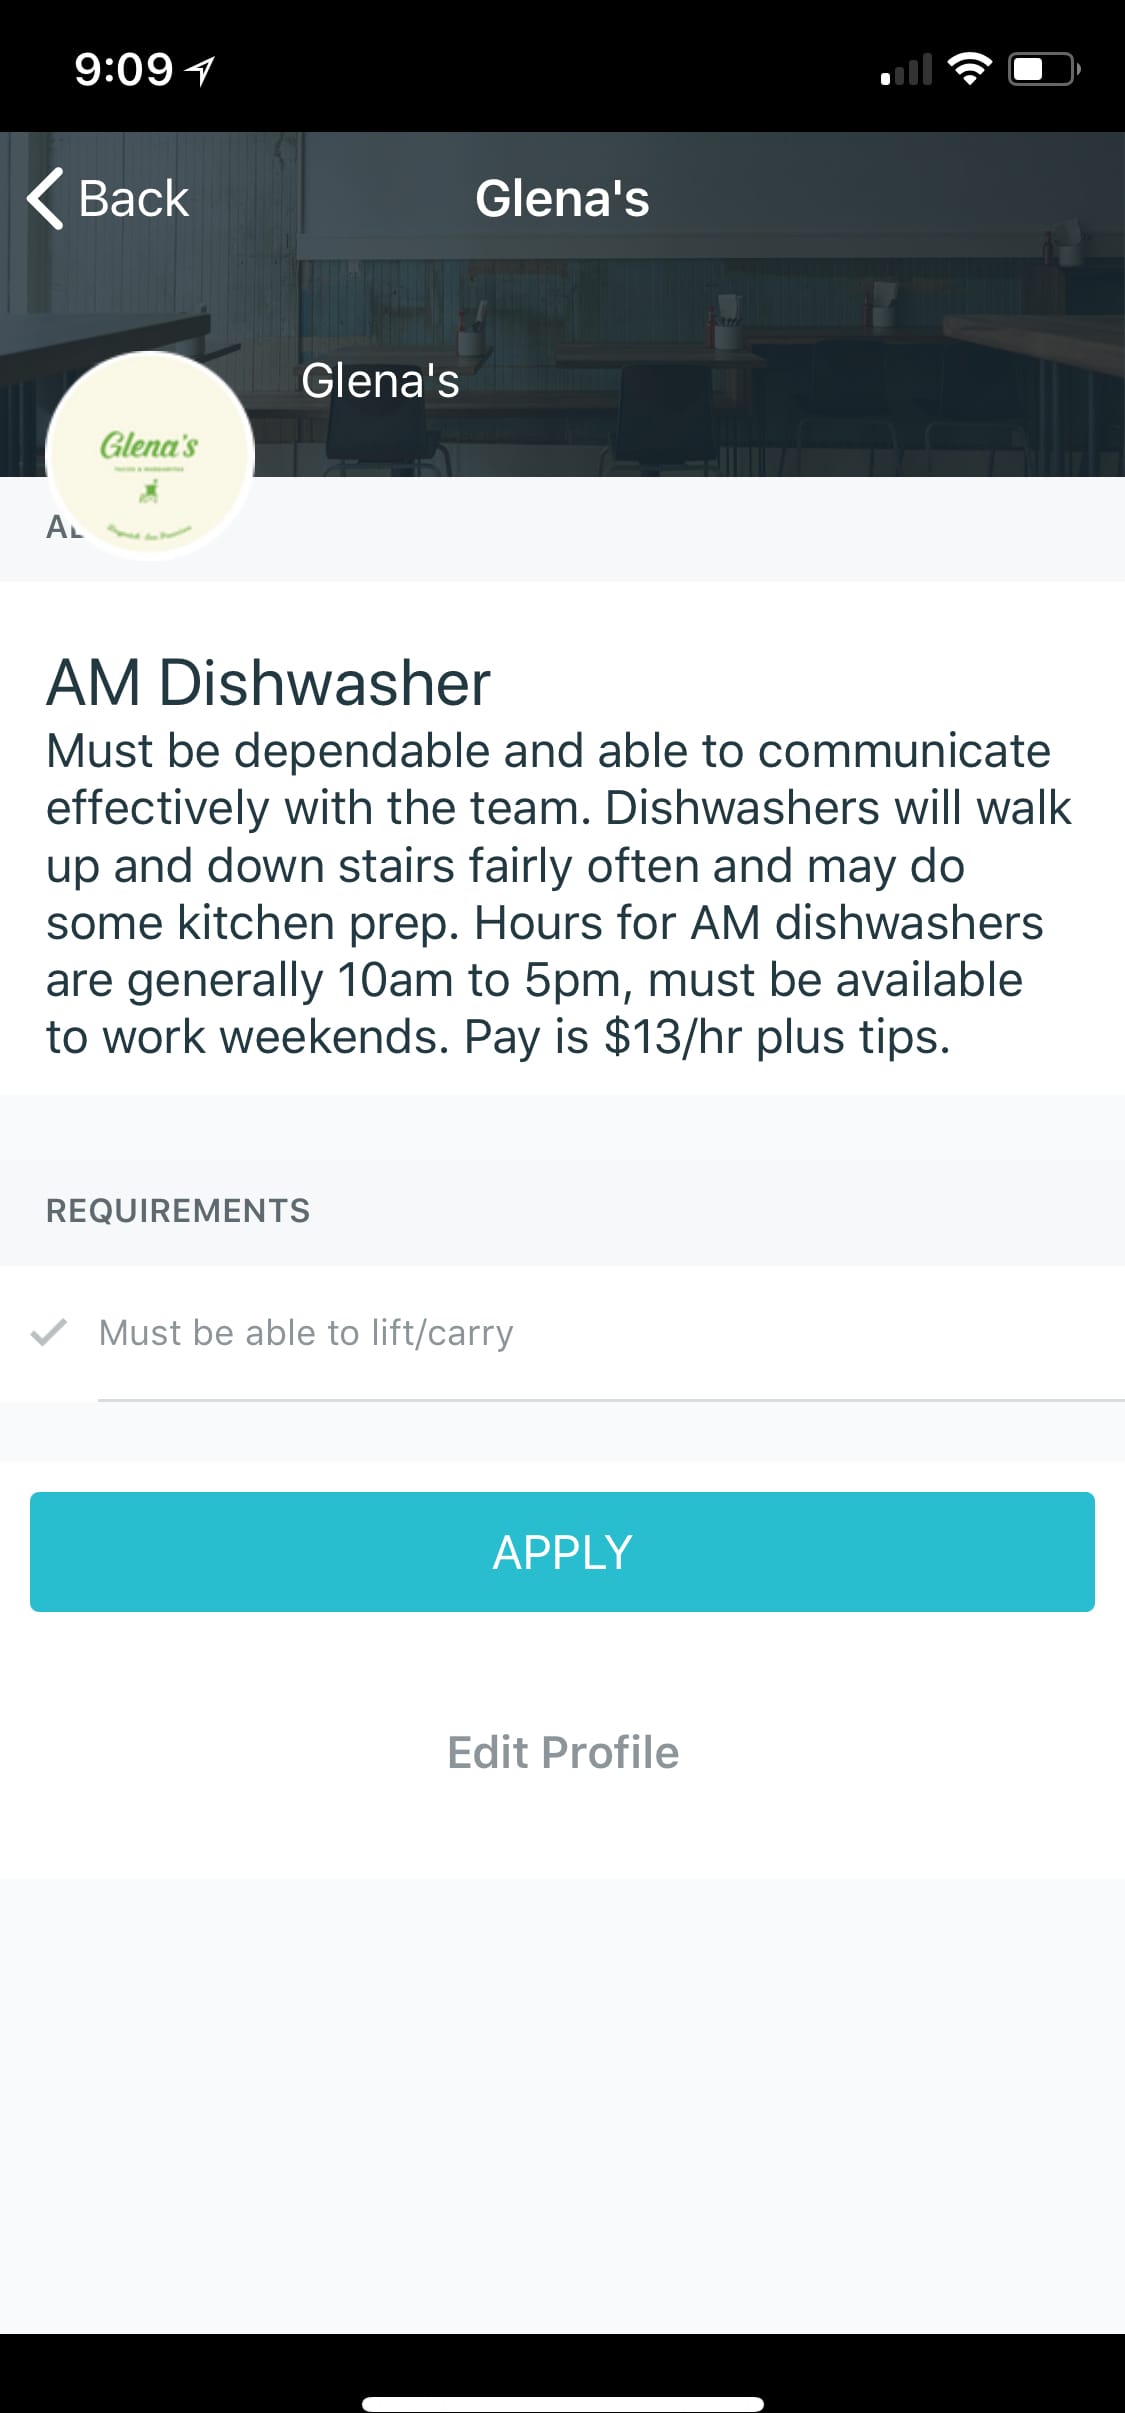 9:09
Back
Glena's
Glena's
Glena's
TACOS & MARGARITAS
AM Dishwasher
Must be dependable and able to communicate
effectively with the team. Dishwashers will walk
up and down stairs fairly often and may do
some kitchen prep. Hours for AM dishwashers
are generally 10am to 5pm, must be available
to work weekends. Pay is $13/hr plus tips.
REQUIREMENTS
Must be able to lift/carry
APPLY
Edit Profile